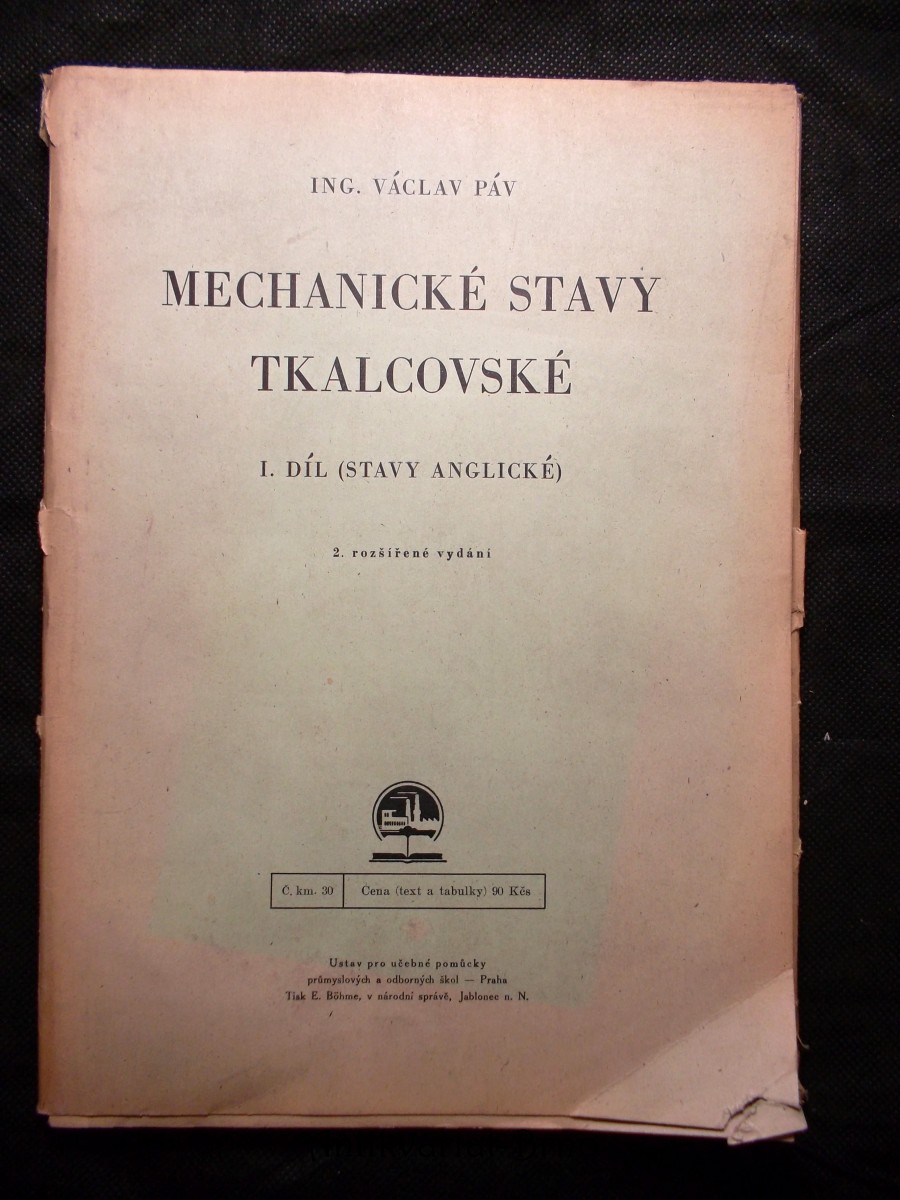 ING. VÁCLAV PÁV
MECHANICKÉ STAVY
TKALCOVSKÉ
I. DÍL (STAVY ANGLICKÉ)
2. rozšířené vydání
Č. km. 30 Cena (text a tabulky) 90 Kčs
Ustav pro učebné pomůcky
průmyslových a odborných škol — Praha
Tisk E. Böhme, v národní správě, Jablonec n. N.